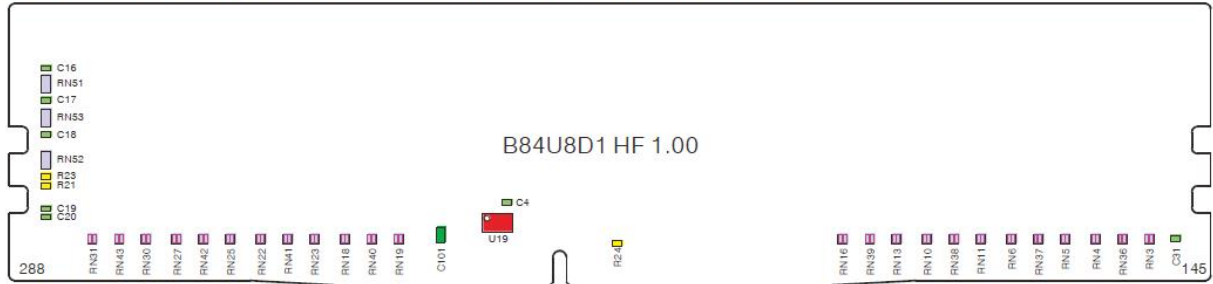 C16
RN51
C17
RN53
C18
B84U8D1 HF 1.00
RN52
R23
R21
C4
C19
C20
U19
RN31
RN43
RN30
RN27
RN42
RN25
RN22
RN41
RN23
RN18
RN40
RN19
C101
R24
RN16
RN39
RN13
RN10
RN38
RN11
RN6
RN37
RN5
RN4
RN36
RN3
C31
288
145